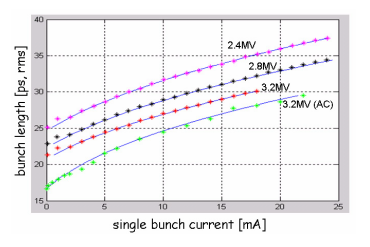 40
35
30
25
20
15
0
5
10
15
20
25
2.4MV
2.8MV
3.2MV
3.2MV (AC)
bunch length [ps, rms]
single bunch current [mA]